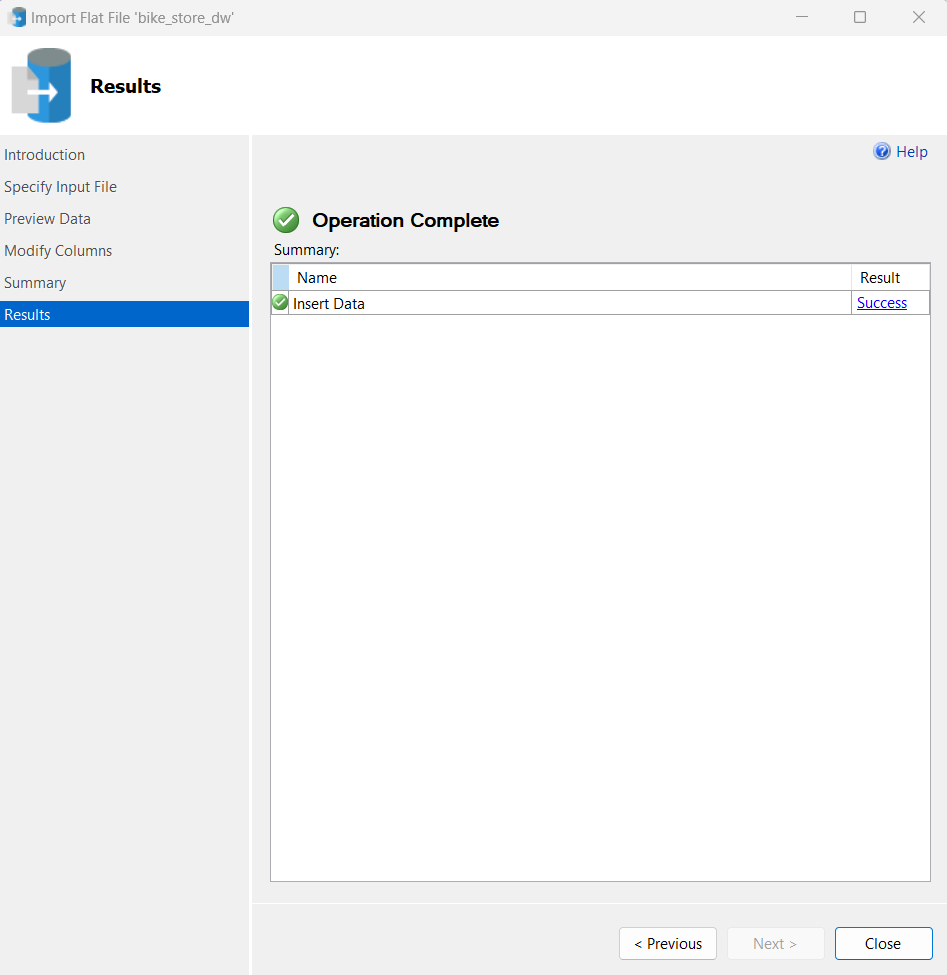 Import Flat File 'bike_store_dw'
Results
Introduction
Specify Input File
Preview Data
Modify Columns
Summary
Results
Help
Operation Complete
Summary:
Name Result
Insert Data Success
< Previous Next > Close